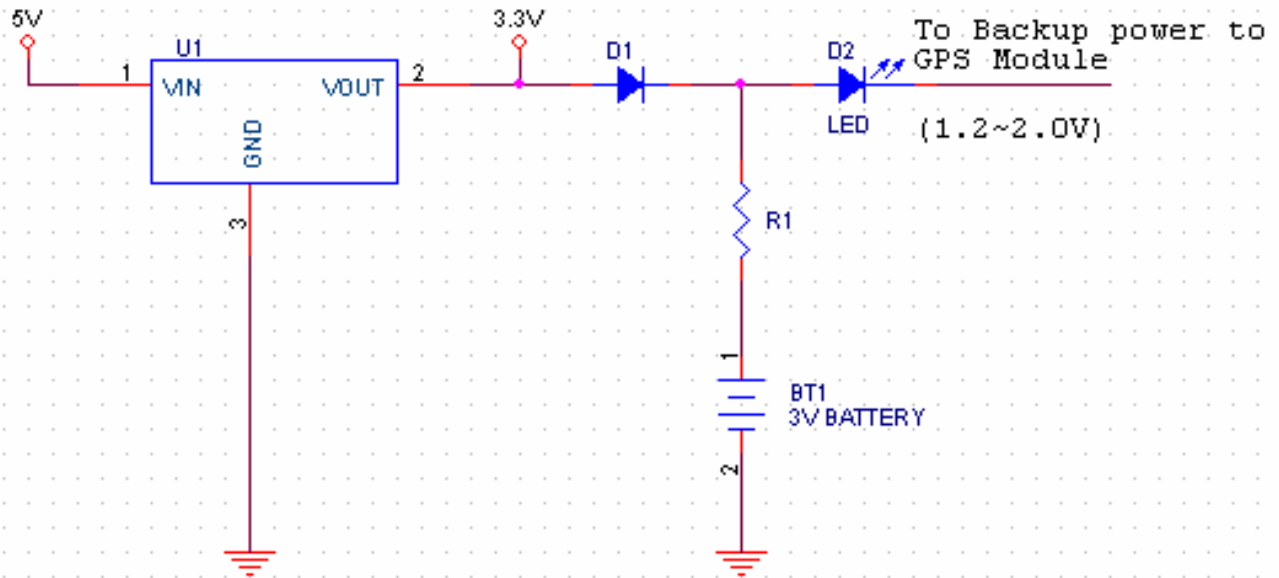 5V
3.3V
To Backup power to
GPS Module
U1
D1
D2
1
VIN
VOUT
2
LED
(1.2~2.0V)
GND
3
R1
1
BT1
3V BATTERY
2